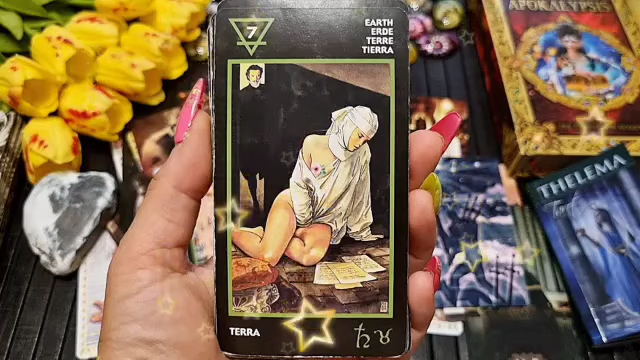 7
EARTH
ERDE
TERRE
TIERRA
TERRA
♄ ♉
APOKALYPSIS
THELEMA